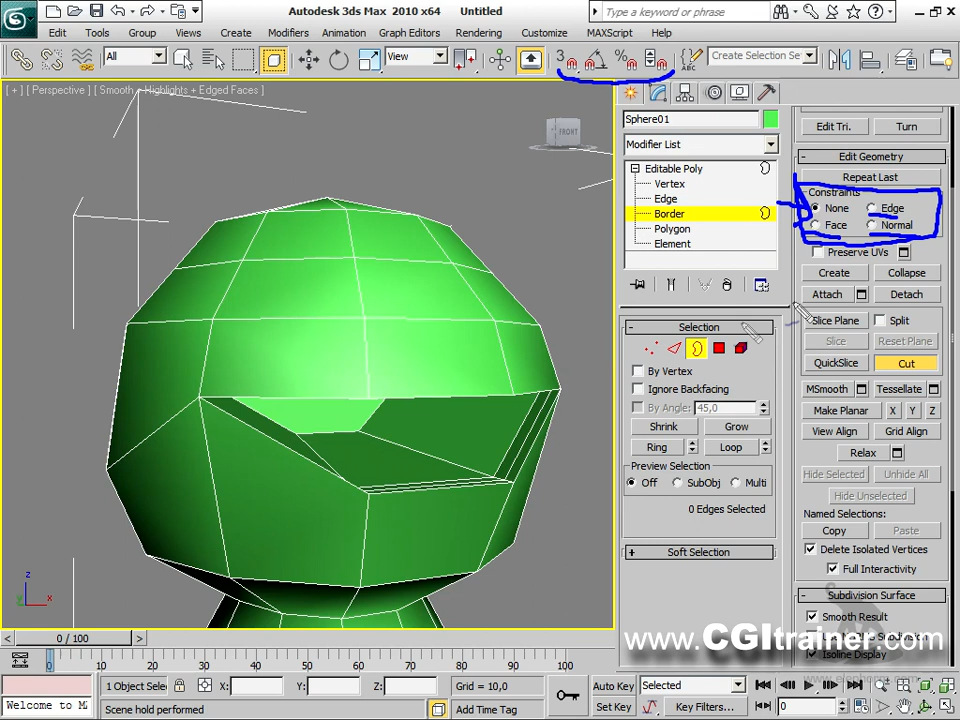 Autodesk 3ds Max 2010 x64 Untitled
Type a keyword or phrase
Edit Tools Group Views Create Modifiers Animation Graph Editors Rendering Customize MAXScript Help
All View 3 % ABC Create Selection Se
[ + ] [ Perspective ] [ Smooth + Highlights + Edged Faces ]
FRONT
z
x
Sphere01
Modifier List
Editable Poly
Vertex
Edge
Border
Polygon
Element
Selection
By Vertex
Ignore Backfacing
By Angle: 45,0
Shrink Grow
Ring Loop
Preview Selection
Off SubObj Multi
0 Edges Selected
Soft Selection
Edit Tri. Turn
Edit Geometry
Repeat Last
Constraints
None Edge
Face Normal
Preserve UVs
Create Collapse
Attach Detach
Slice Plane Split
Slice Reset Plane
QuickSlice Cut
MSmooth Tessellate
Make Planar X Y Z
View Align Grid Align
Relax
Hide Selected Unhide All
Hide Unselected
Named Selections:
Copy Paste
Delete Isolated Vertices
Full Interactivity
Subdivision Surface
Smooth Result
Isoline Display
www.CGItrainer.com
0 / 100
0 10 20 30 40 50 60 70 80 90 100
1 Object Selec X: Y: Z: Grid = 10,0 Auto Key Selected
Welcome to M Scene hold performed Add Time Tag Set Key Key Filters... 0